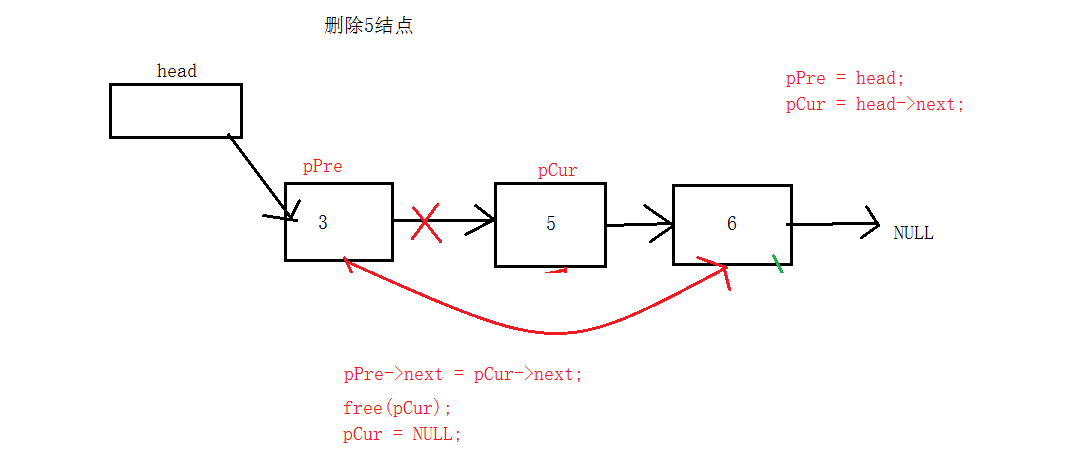 删除5结点
head
pPre = head;
pCur = head->next;
pPre
pCur
3
5
6
NULL
pPre->next = pCur->next;
free(pCur);
pCur = NULL;